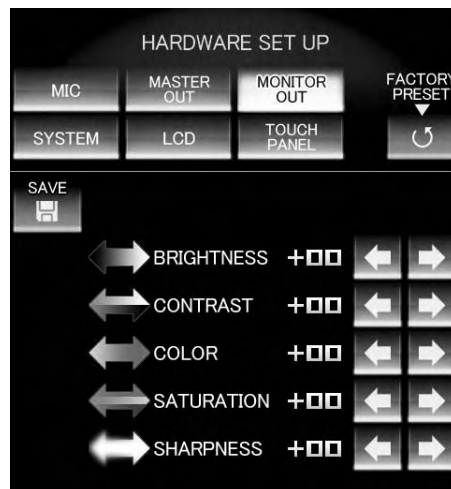 HARDWARE SET UP
MIC
MASTER
OUT
MONITOR
OUT
FACTORY
PRESET
SYSTEM
LCD
TOUCH
PANEL
SAVE
BRIGHTNESS +00
CONTRAST +00
COLOR +00
SATURATION +00
SHARPNESS +00